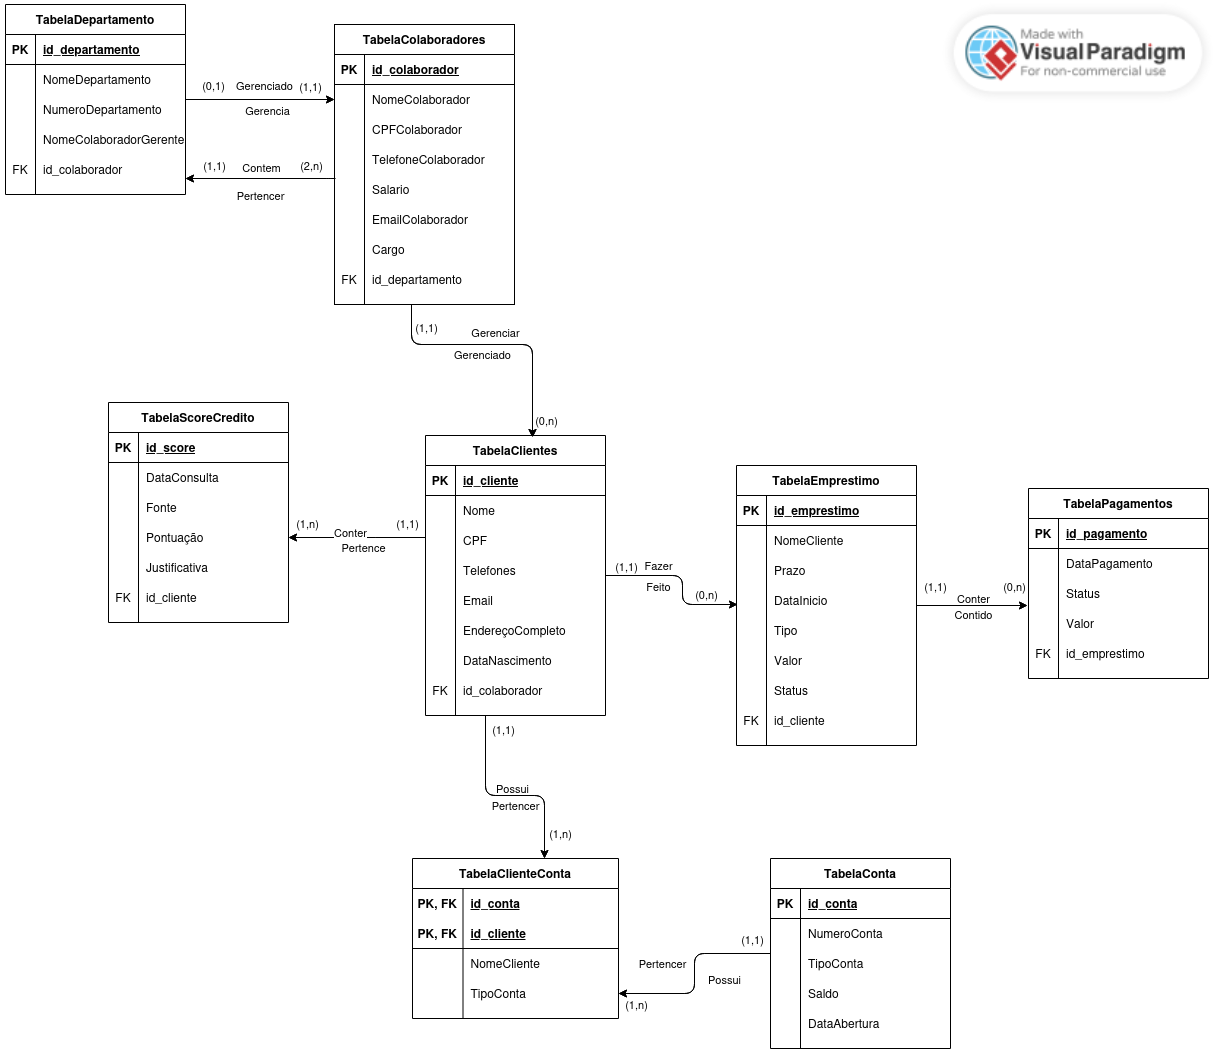 TabelaDepartamento
PK id_departamento
NomeDepartamento
NumeroDepartamento
NomeColaboradorGerente
FK id_colaborador
(0,1) Gerenciado (1,1)
Gerencia
(1,1) Contem (2,n)
Pertencer
TabelaColaboradores
PK id_colaborador
NomeColaborador
CPFColaborador
TelefoneColaborador
Salario
EmailColaborador
Cargo
FK id_departamento
Made with
Visual Paradigm
For non-commercial use
(1,1) Gerenciar
Gerenciado
(0,n)
TabelaScoreCredito
PK id_score
DataConsulta
Fonte
Pontuação
Justificativa
FK id_cliente
(1,n) Conter (1,1)
Pertence
TabelaClientes
PK id_cliente
Nome
CPF
Telefones
Email
EndereçoCompleto
DataNascimento
FK id_colaborador
(1,1) Fazer
Feito (0,n)
TabelaEmprestimo
PK id_emprestimo
NomeCliente
Prazo
DataInicio
Tipo
Valor
Status
FK id_cliente
(1,1) Conter (0,n)
Contido
TabelaPagamentos
PK id_pagamento
DataPagamento
Status
Valor
FK id_emprestimo
(1,1)
Possui
Pertencer
(1,n)
TabelaClienteConta
PK, FK id_conta
PK, FK id_cliente
NomeCliente
TipoConta
(1,1)
Pertencer
Possui
(1,n)
TabelaConta
PK id_conta
NumeroConta
TipoConta
Saldo
DataAbertura